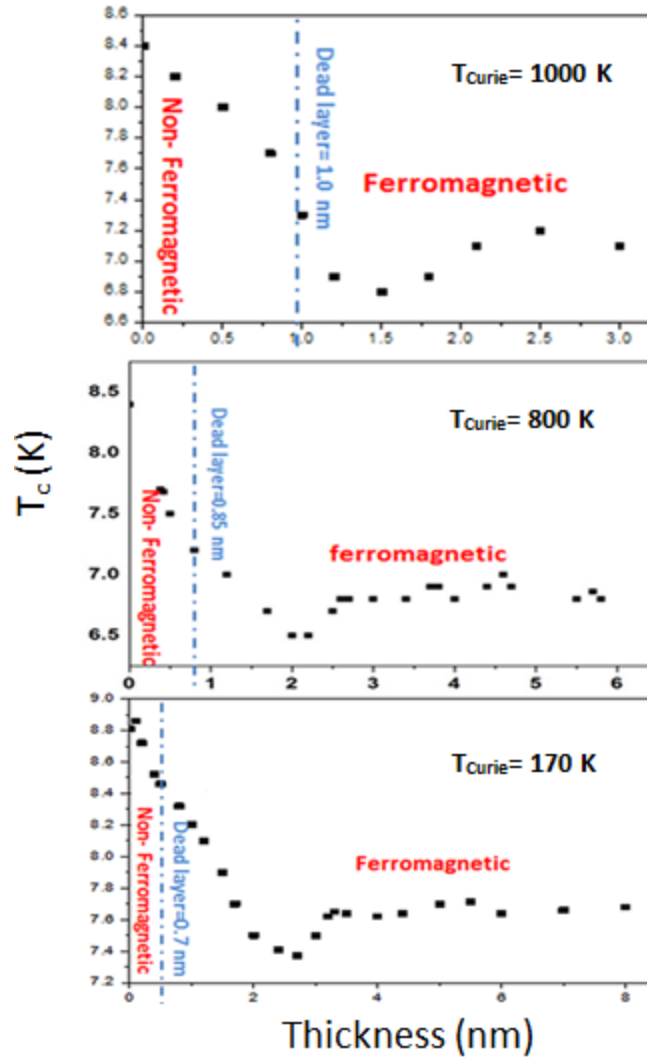 8.6
8.4
8.2
8.0
7.8
7.6
7.4
7.2
7.0
6.8
6.6
0.0 0.5 1.0 1.5 2.0 2.5 3.0
Non- Ferromagnetic
Dead layer= 1.0 nm
TCurie= 1000 K
Ferromagnetic
8.5
8.0
7.5
7.0
6.5
0 1 2 3 4 5 6
Non- Ferromagnetic
Dead layer=0.85 nm
TCurie= 800 K
ferromagnetic
Tc (K)
9.0
8.8
8.6
8.4
8.2
8.0
7.8
7.6
7.4
7.2
0 2 4 6 8
Non- Ferromagnetic
Dead layer=0.7 nm
TCurie= 170 K
Ferromagnetic
Thickness (nm)